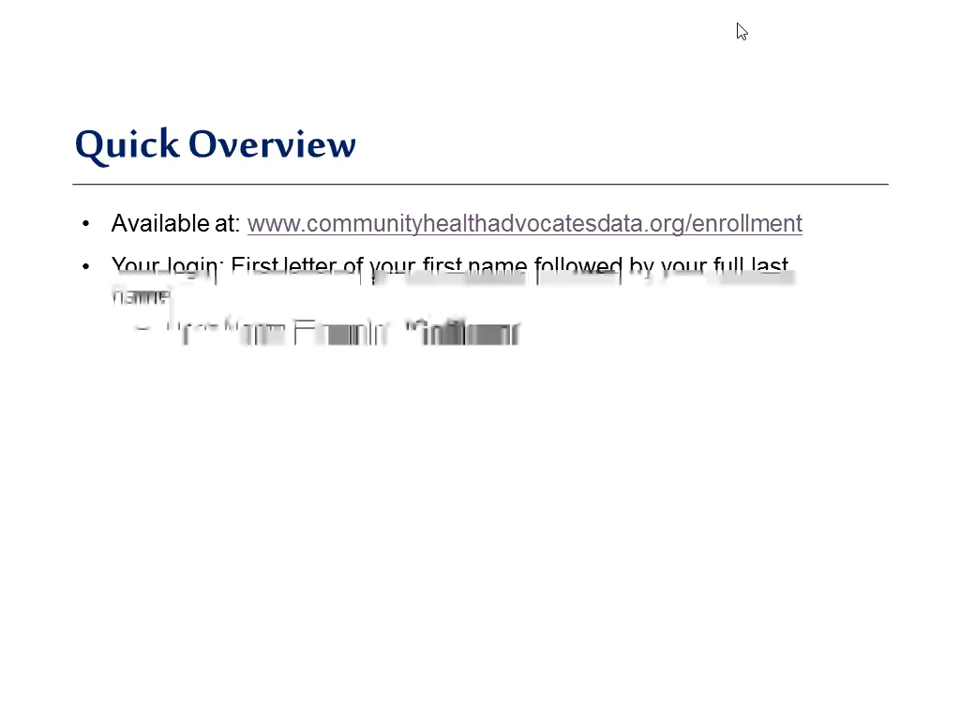 Quick Overview
• Available at: www.communityhealthadvocatesdata.org/enrollment
• Your login: First letter of your first name followed by your full last
name